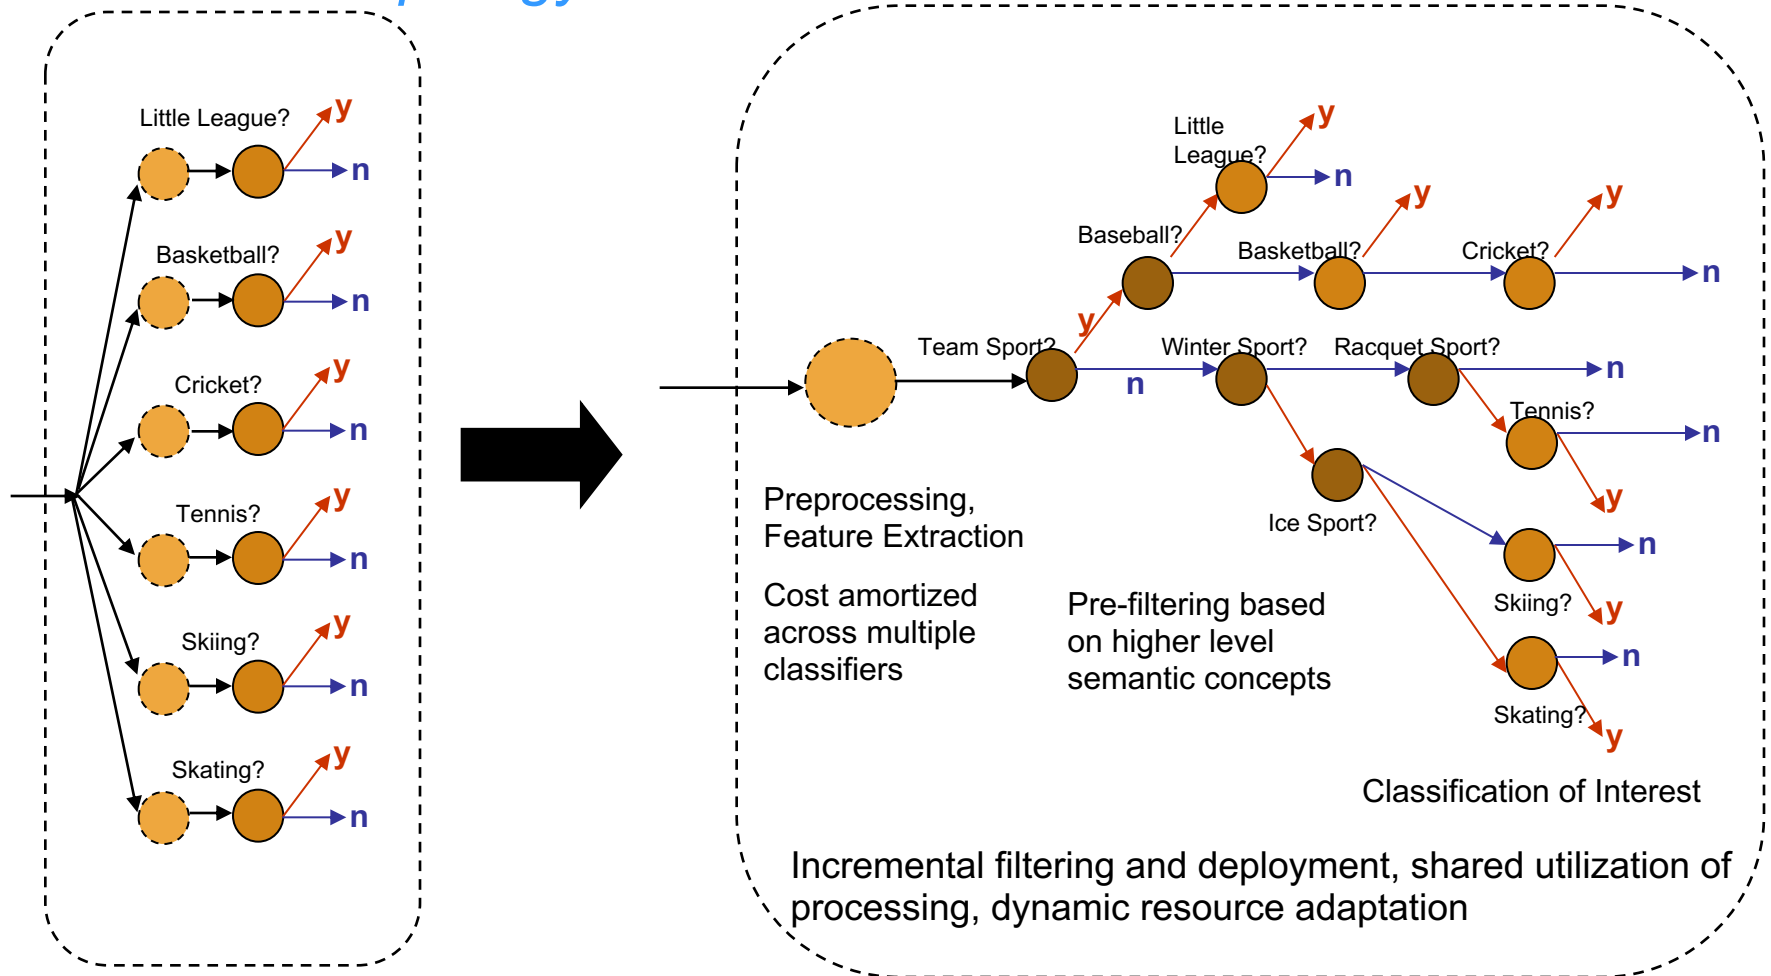 Little League?
y
n
Basketball?
y
n
Cricket?
y
n
Tennis?
y
n
Skiing?
y
n
Skating?
y
n
Little
League?
y
n
Baseball?
Basketball?
y
Cricket?
y
n
Team Sport?
y
n
Winter Sport?
Racquet Sport?
n
Tennis?
n
y
Ice Sport?
Skiing?
n
y
Skating?
n
y
Preprocessing,
Feature Extraction
Cost amortized
across multiple
classifiers
Pre-filtering based
on higher level
semantic concepts
Classification of Interest
Incremental filtering and deployment, shared utilization of
processing, dynamic resource adaptation